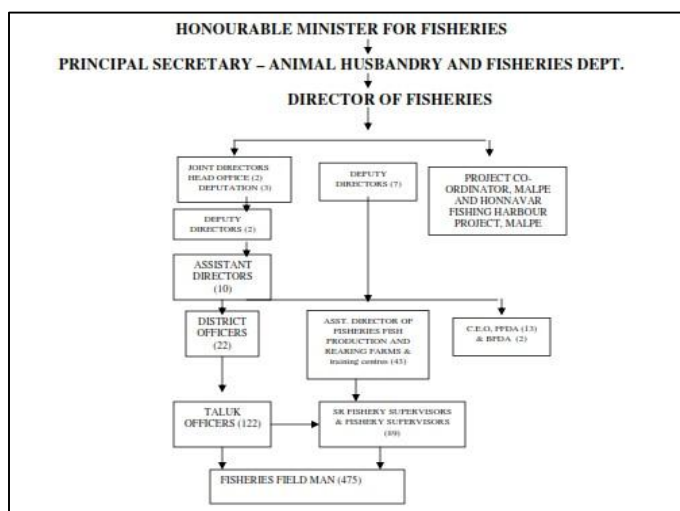 HONOURABLE MINISTER FOR FISHERIES
PRINCIPAL SECRETARY – ANIMAL HUSBANDRY AND FISHERIES DEPT.
DIRECTOR OF FISHERIES
JOINT DIRECTORS
HEAD OFFICE (2)
DEPUTATION (3)
DEPUTY
DIRECTORS (7)
PROJECT CO-
ORDINATOR, MALPE
AND HONNAVAR
FISHING HARBOUR
PROJECT, MALPE
DEPUTY
DIRECTORS (2)
ASSISTANT
DIRECTORS
(10)
DISTRICT
OFFICERS
(22)
ASST. DIRECTOR OF
FISHERIES FISH
PRODUCTION AND
REARING FARMS &
training centres (43)
C.E.O, FFDA (13)
& BFDA (2)
TALUK
OFFICERS (122)
SR FISHERY SUPERVISORS
& FISHERY SUPERVISORS
FISHERIES FIELD MAN (475)